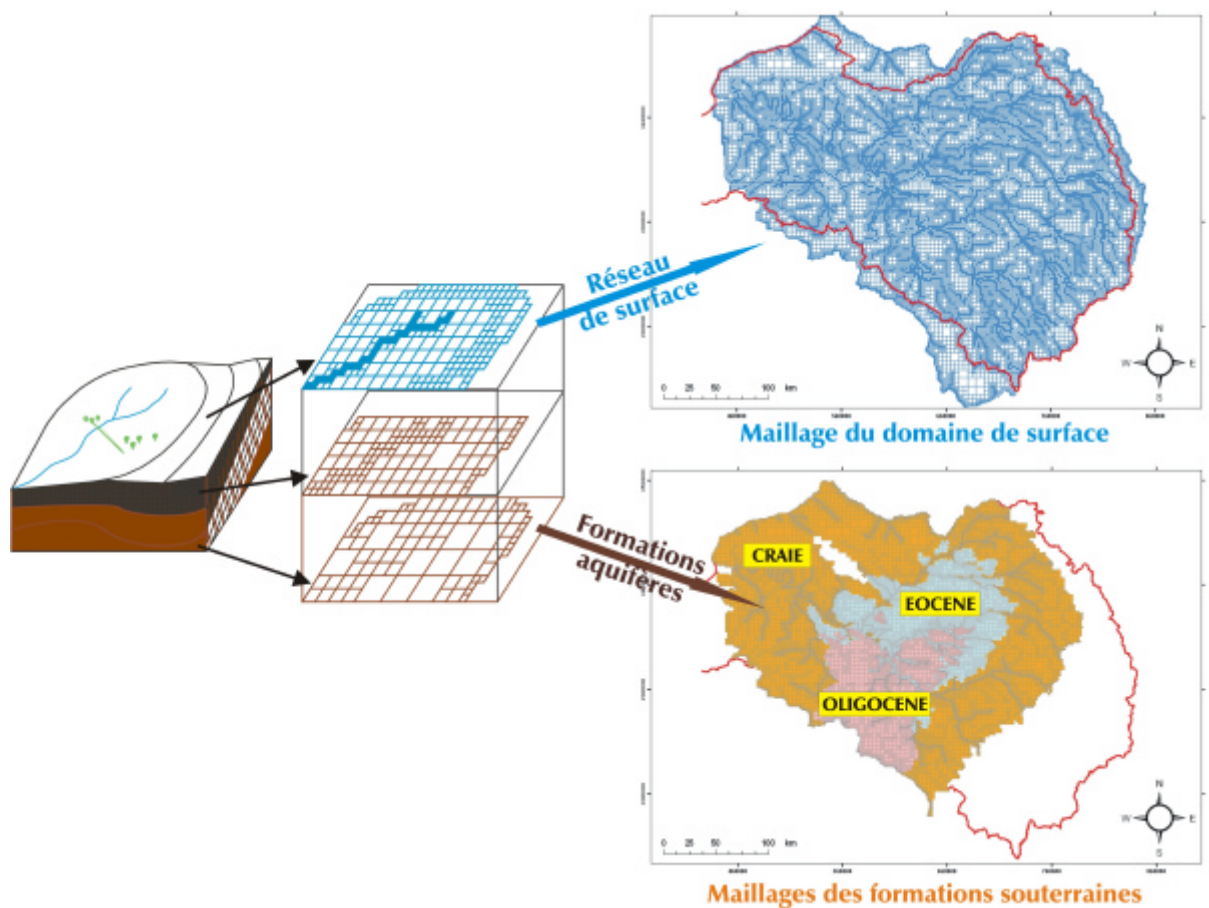 Réseau
de surface
N
W E
S
0 25 50 100 km
Maillage du domaine de surface
Formations
aquifères
CRAIE
EOCENE
OLIGOCENE
N
W E
S
0 25 50 100 km
Maillages des formations souterraines